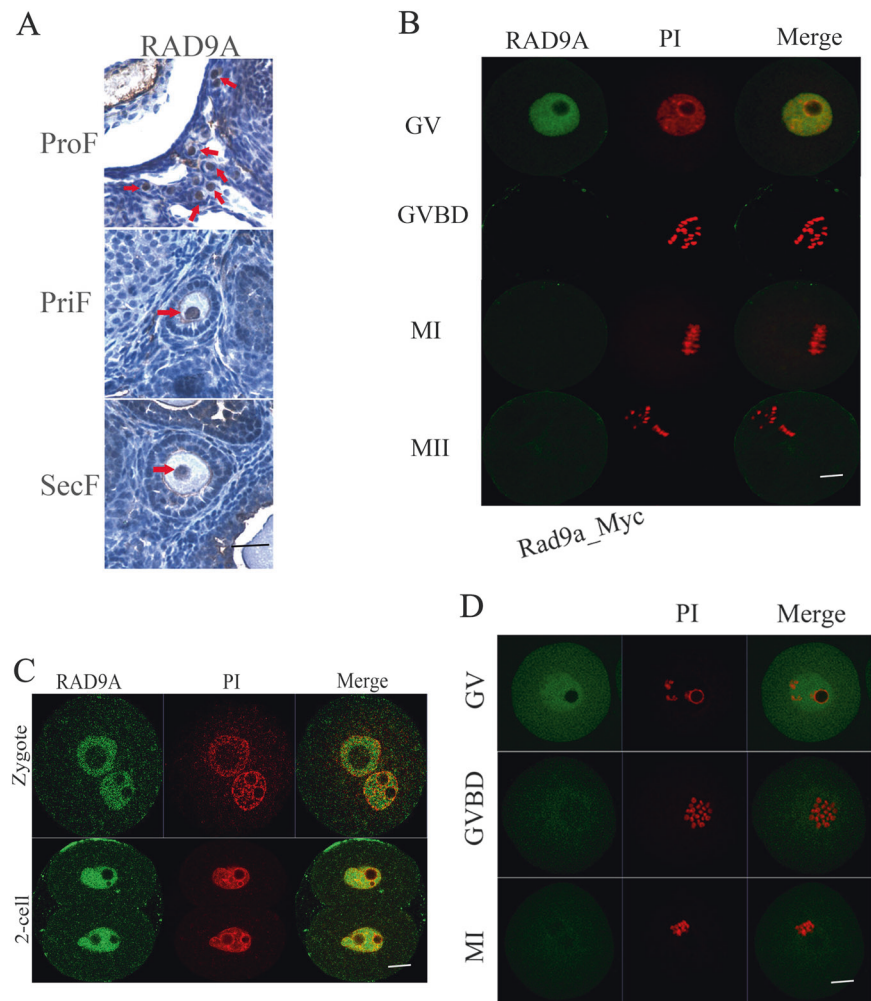 A
RAD9A
ProF
PriF
SecF
B
RAD9A PI Merge
GV
GVBD
MI
MII
Rad9a_Myc
C
RAD9A PI Merge
Zygote
2-cell
D
PI Merge
GV
GVBD
MI